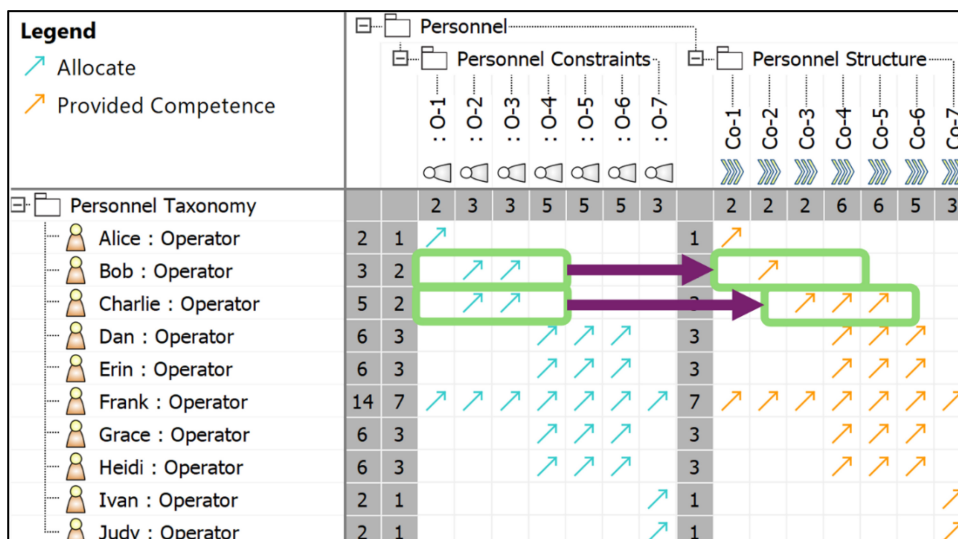 Legend
Allocate
Provided Competence
Personnel
Personnel Constraints
Personnel Structure
: O-1
: O-2
: O-3
: O-4
: O-5
: O-6
: O-7
Co-1
Co-2
Co-3
Co-4
Co-5
Co-6
Co-7
Personnel Taxonomy 2 3 3 5 5 5 3 2 2 2 6 6 5 3
Alice : Operator 2 1 1
Bob : Operator 3 2
Charlie : Operator 5 2
Dan : Operator 6 3 3
Erin : Operator 6 3 3
Frank : Operator 14 7 7
Grace : Operator 6 3 3
Heidi : Operator 6 3 3
Ivan : Operator 2 1 1
Judy : Operator 2 1 1